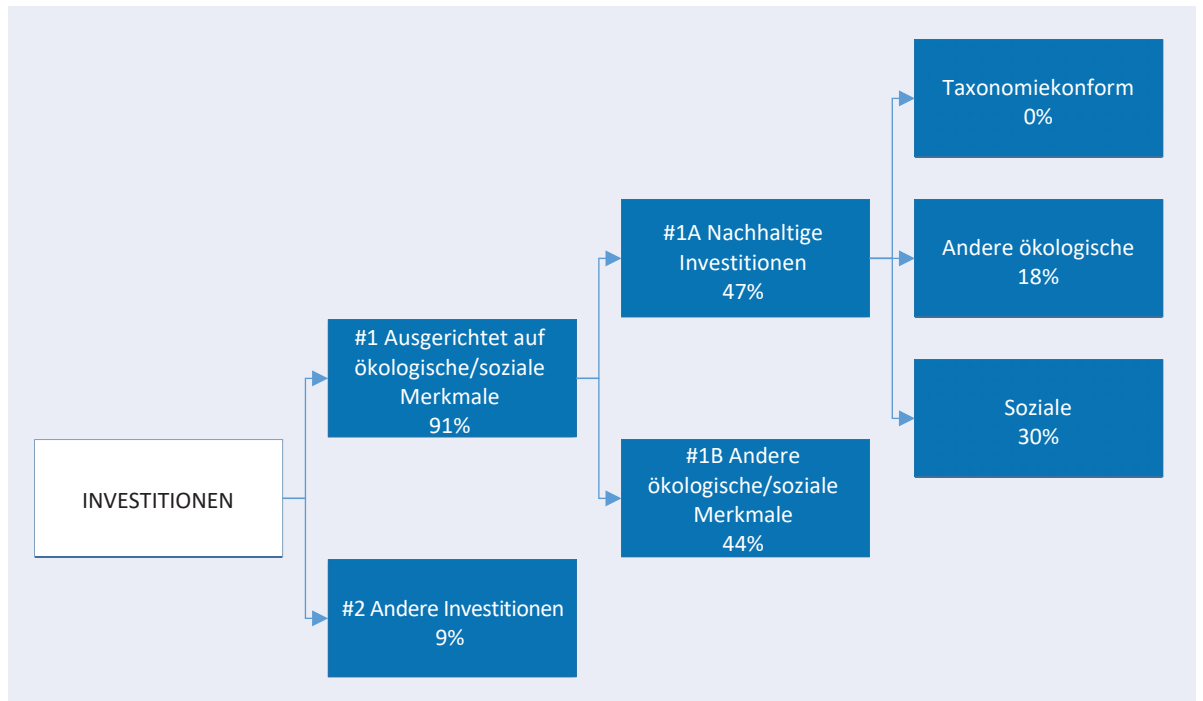 INVESTITIONEN
#1 Ausgerichtet auf
ökologische/soziale
Merkmale
91%
#2 Andere Investitionen
9%
#1A Nachhaltige
Investitionen
47%
#1B Andere
ökologische/soziale
Merkmale
44%
Taxonomiekonform
0%
Andere ökologische
18%
Soziale
30%